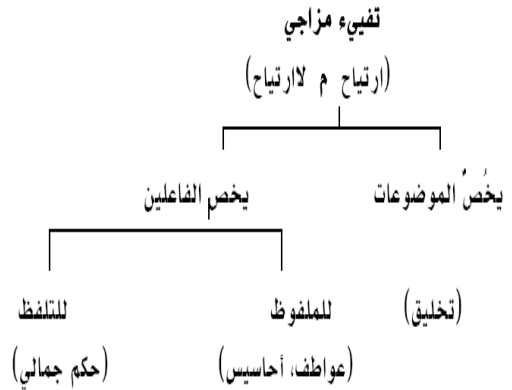 تفييء مزاجي
(ارتياح م لاارتياح)
يخُصّ الموضوعات
يخص الفاعلين
(تخليق)
للملفوظ
للتلفظ
(عواطف، أحاسيس)
(حكم جمالي)